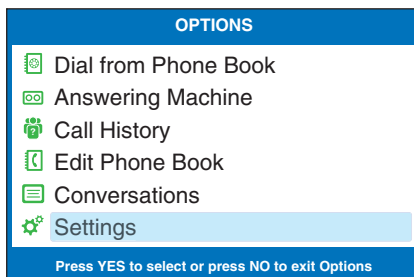 OPTIONS
Dial from Phone Book
Answering Machine
Call History
Edit Phone Book
Conversations
Settings
Press YES to select or press NO to exit Options